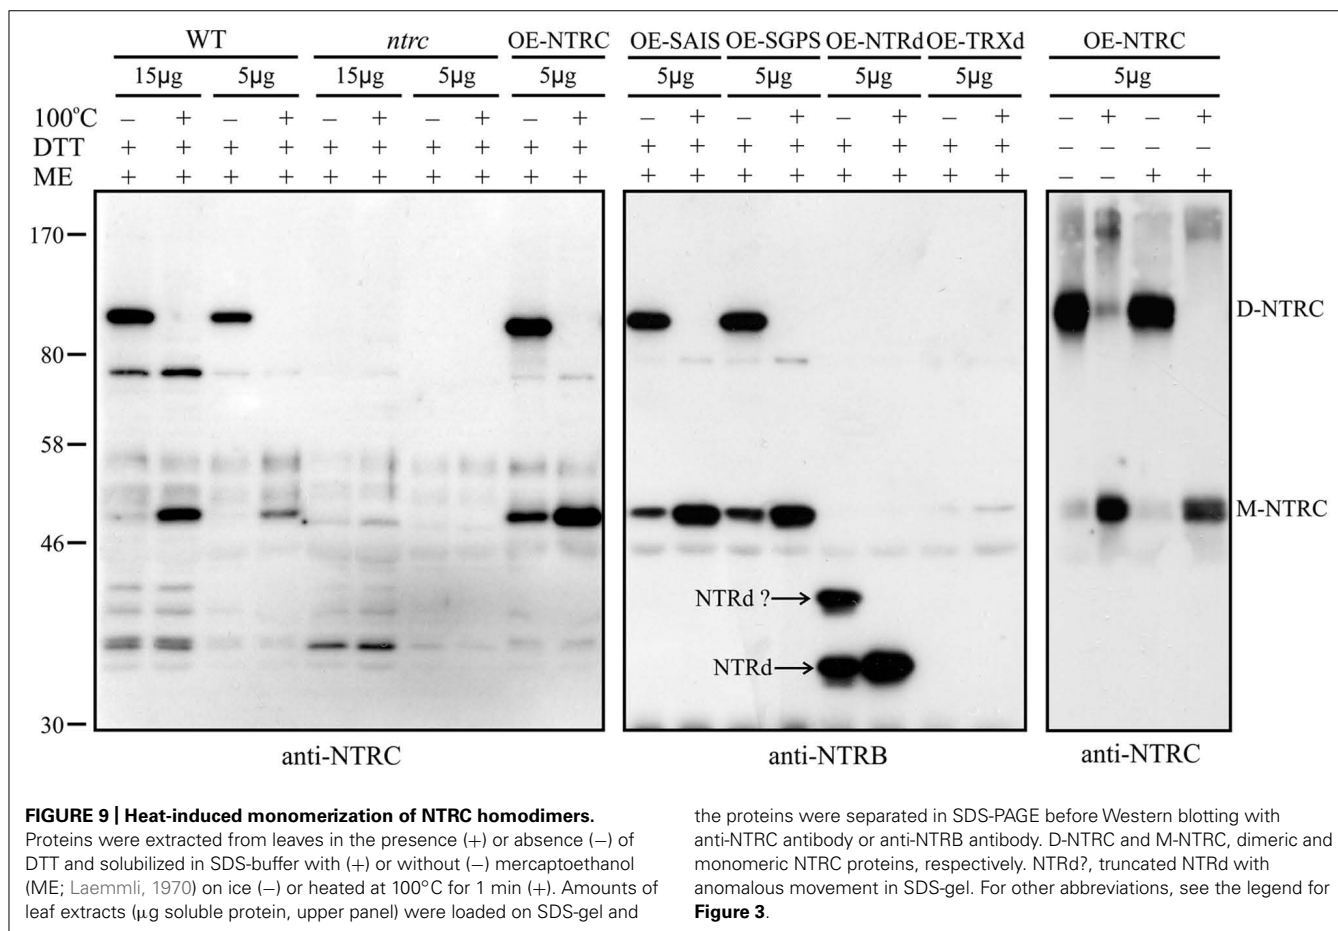 WT ntrc OE-NTRC OE-SAIS OE-SGPS OE-NTRd OE-TRXd OE-NTRC
15µg 5µg 15µg 5µg 5µg 5µg 5µg 5µg 5µg 5µg
100°C − + − + − + − + − + − + − + − + − + − + − +
DTT + + + + + + + + + + + + + + + + + + − − − −
ME + + + + + + + + + + + + + + + + + + − − + +
170
D-NTRC
80
58
M-NTRC
46
NTRd ?
NTRd
30
anti-NTRC anti-NTRB anti-NTRC
FIGURE 9 | Heat-induced monomerization of NTRC homodimers.
Proteins were extracted from leaves in the presence (+) or absence (−) of
DTT and solubilized in SDS-buffer with (+) or without (−) mercaptoethanol
(ME; Laemmli, 1970) on ice (−) or heated at 100°C for 1 min (+). Amounts of
leaf extracts (µg soluble protein, upper panel) were loaded on SDS-gel and
the proteins were separated in SDS-PAGE before Western blotting with
anti-NTRC antibody or anti-NTRB antibody. D-NTRC and M-NTRC, dimeric and
monomeric NTRC proteins, respectively. NTRd?, truncated NTRd with
anomalous movement in SDS-gel. For other abbreviations, see the legend for
Figure 3.